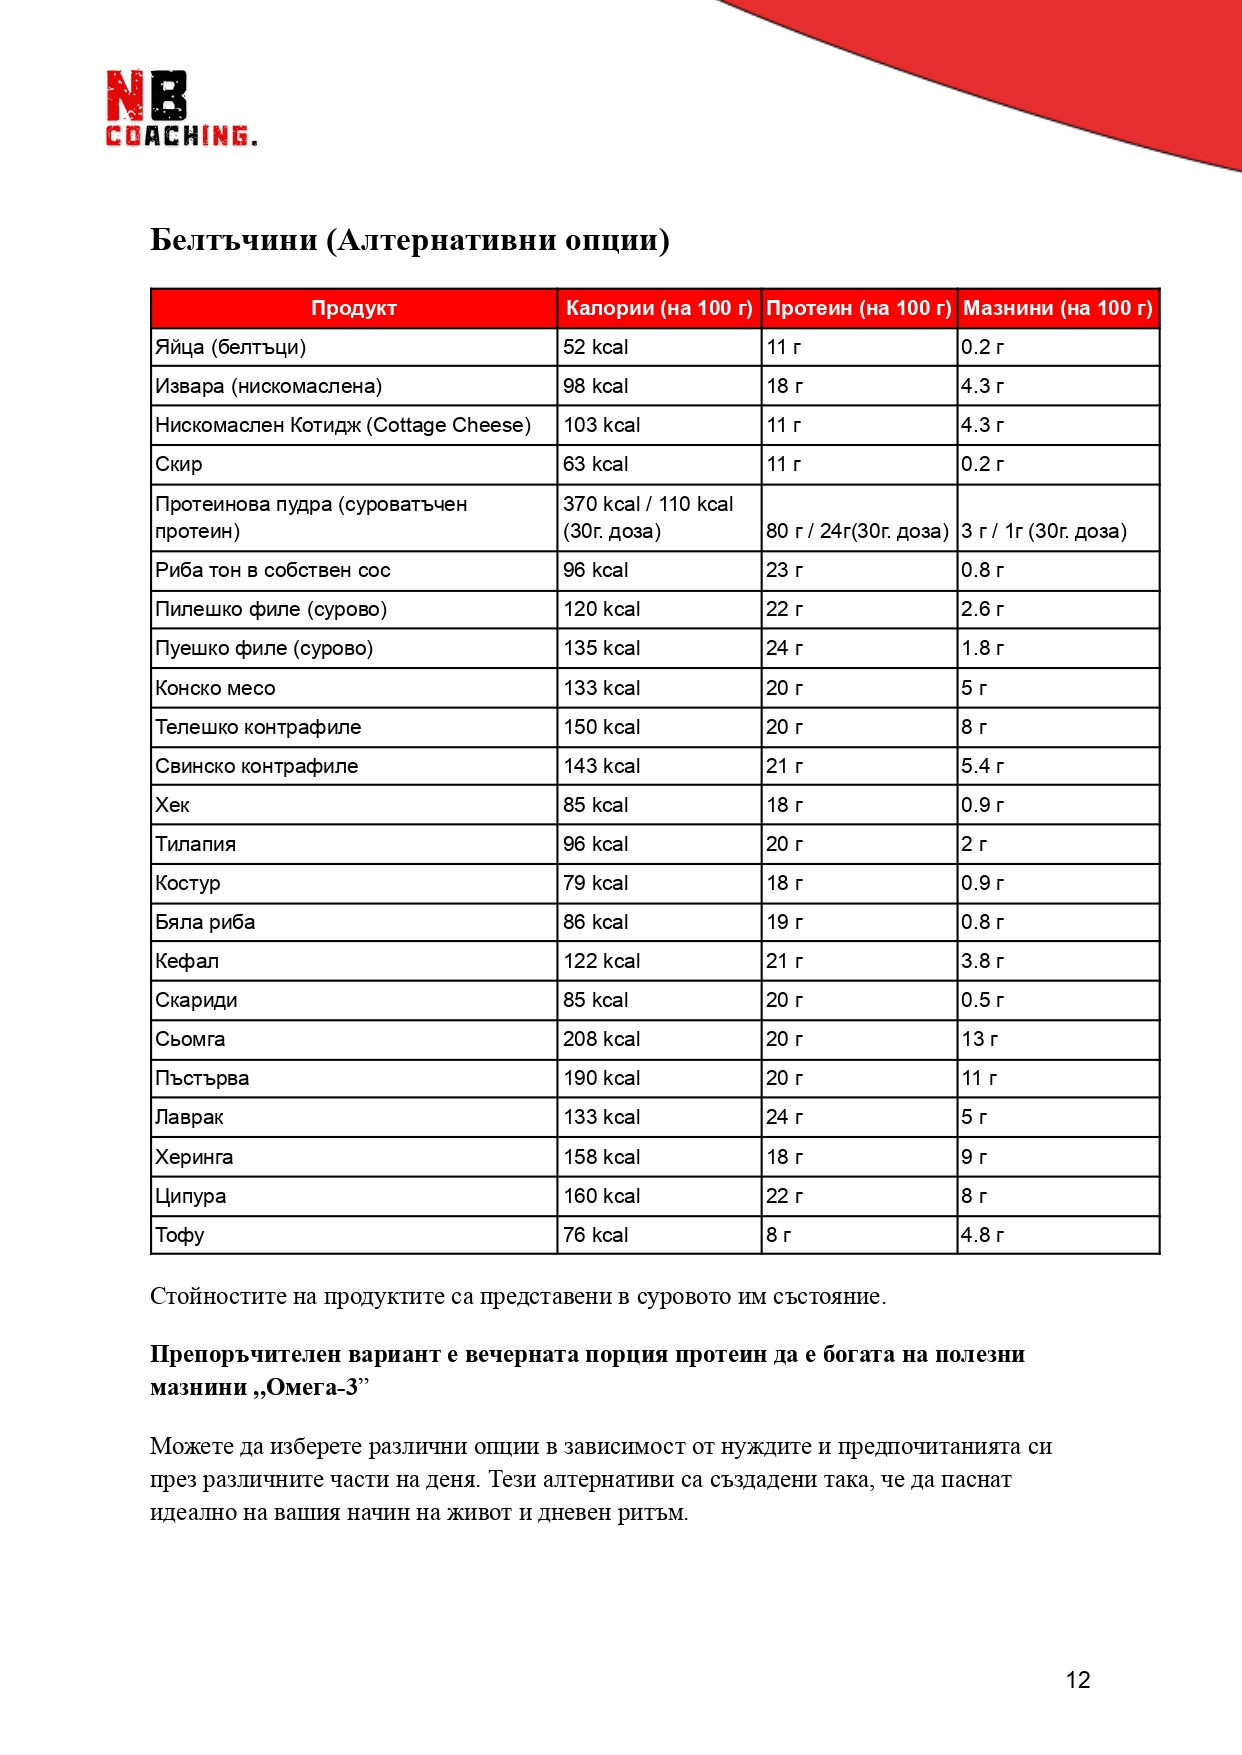 NB
COACHING.
Белтъчини (Алтернативни опции)
Продукт Калории (на 100 г) Протеин (на 100 г) Мазнини (на 100 г)
Яйца (белтъци) 52 kcal 11 г 0.2 г
Извара (нискомаслена) 98 kcal 18 г 4.3 г
Нискомаслен Котидж (Cottage Cheese) 103 kcal 11 г 4.3 г
Скир 63 kcal 11 г 0.2 г
Протеинова пудра (суроватъчен 370 kcal / 110 kcal
протеин) (30г. доза) 80 г / 24г(30г. доза) 3 г / 1г (30г. доза)
Риба тон в собствен сос 96 kcal 23 г 0.8 г
Пилешко филе (сурово) 120 kcal 22 г 2.6 г
Пуешко филе (сурово) 135 kcal 24 г 1.8 г
Конско месо 133 kcal 20 г 5 г
Телешко контрафиле 150 kcal 20 г 8 г
Свинско контрафиле 143 kcal 21 г 5.4 г
Хек 85 kcal 18 г 0.9 г
Тилапия 96 kcal 20 г 2 г
Костур 79 kcal 18 г 0.9 г
Бяла риба 86 kcal 19 г 0.8 г
Кефал 122 kcal 21 г 3.8 г
Скариди 85 kcal 20 г 0.5 г
Сьомга 208 kcal 20 г 13 г
Пъстърва 190 kcal 20 г 11 г
Лаврак 133 kcal 24 г 5 г
Херинга 158 kcal 18 г 9 г
Ципура 160 kcal 22 г 8 г
Тофу 76 kcal 8 г 4.8 г
Стойностите на продуктите са представени в суровото им състояние.
Препоръчителен вариант е вечерната порция протеин да е богата на полезни
мазнини „Омега-3”
Можете да изберете различни опции в зависимост от нуждите и предпочитанията си
през различните части на деня. Тези алтернативи са създадени така, че да паснат
идеално на вашия начин на живот и дневен ритъм.
12